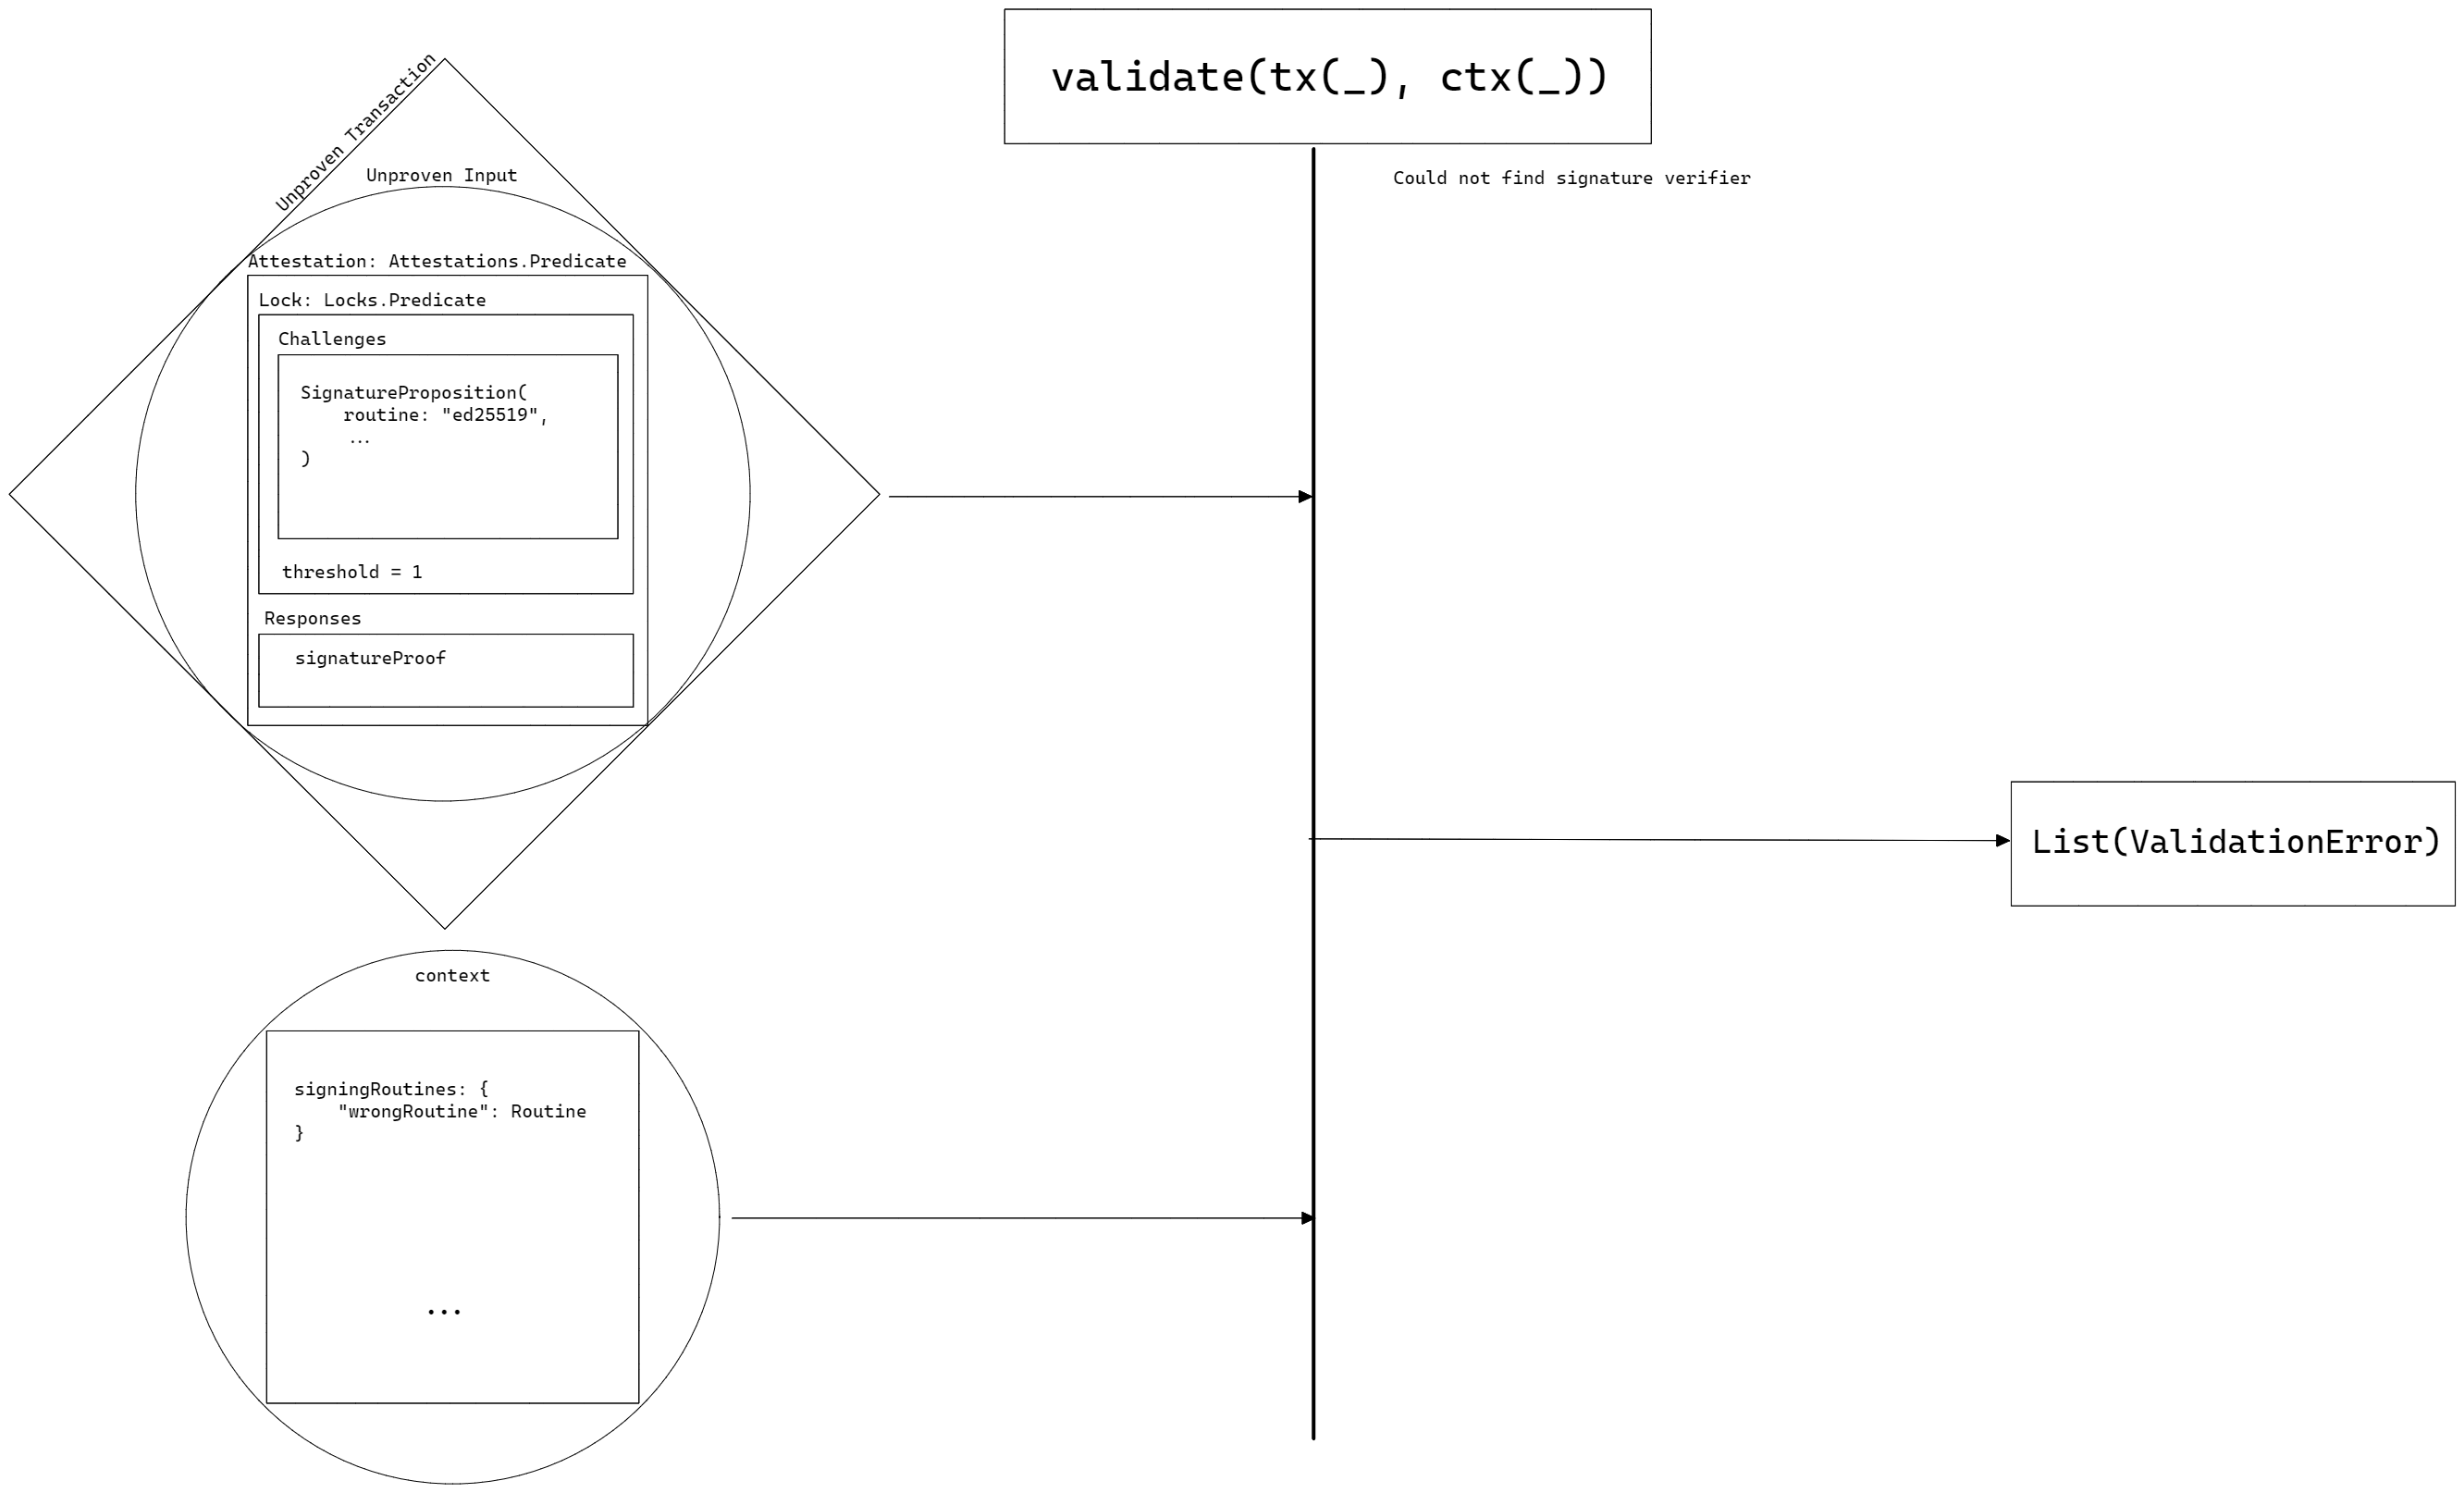 validate(tx(_), ctx(_))
Could not find signature verifier
Unproven Transaction
Unproven Input
Attestation: Attestations.Predicate
Lock: Locks.Predicate
Challenges
SignatureProposition(
    routine: "ed25519",
    ...
)
threshold = 1
Responses
signatureProof
List(ValidationError)
context
signingRoutines: {
    "wrongRoutine": Routine
}
...